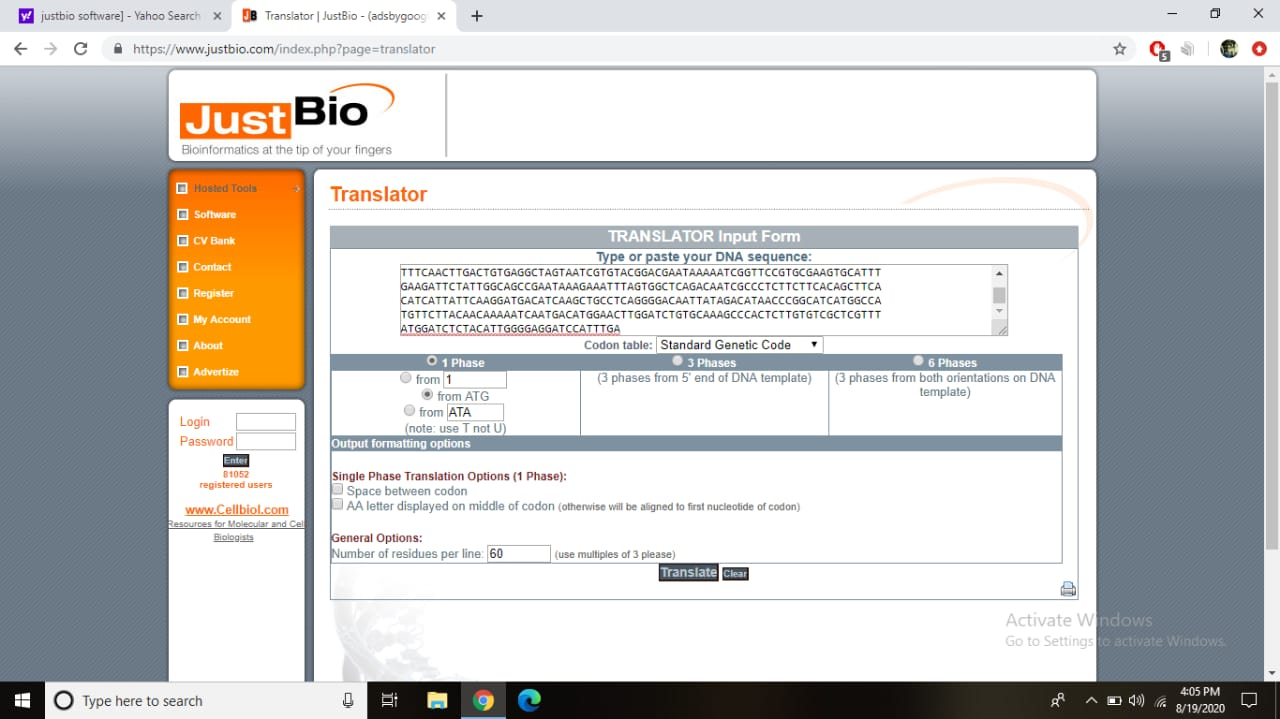 justbio software] - Yahoo Search
Translator | JustBio - (adsbygoog
https://www.justbio.com/index.php?page=translator
5
JustBio
Bioinformatics at the tip of your fingers
Hosted Tools
Software
CV Bank
Contact
Register
My Account
About
Advertize
Login
Password
Enter
81052
registered users
www.Cellbiol.com
Resources for Molecular and Cell
Biologists
Translator
TRANSLATOR Input Form
Type or paste your DNA sequence:
TTTCAACTTGACTGTGAGGCTAGTAATCGTGTACGGACGAATAAAAATCGGTTCCGTGCGAAGTGCATTT
GAAGATTCTATTGGCAGCCGAATAAAGAAATTTAGTGGCTCAGACAATCGCCCTCTTCTTCACAGCTTCA
CATCATTATTCAAGGATGACATCAAGCTGCCTCAGGGGACAATTATAGACATAACCCGGCATCATGGCCA
TGTTCTTACAACAAAAATCAATGACATGGAACTTGGATCTGTGCAAAGCCCACTCTTGTGTCGCTCGTTT
ATGGATCTCTACATTGGGGAGGATCCATTTGA
Codon table: Standard Genetic Code
1 Phase
3 Phases
6 Phases
from 1
from ATG
from ATA
(note: use T not U)
(3 phases from 5' end of DNA template)
(3 phases from both orientations on DNA
template)
Output formatting options
Single Phase Translation Options (1 Phase):
Space between codon
AA letter displayed on middle of codon (otherwise will be aligned to first nucleotide of codon)
General Options:
Number of residues per line: 60 (use multiples of 3 please)
Translate Clear
Activate Windows
Go to Settings to activate Windows.
Type here to search
4:05 PM
8/19/2020